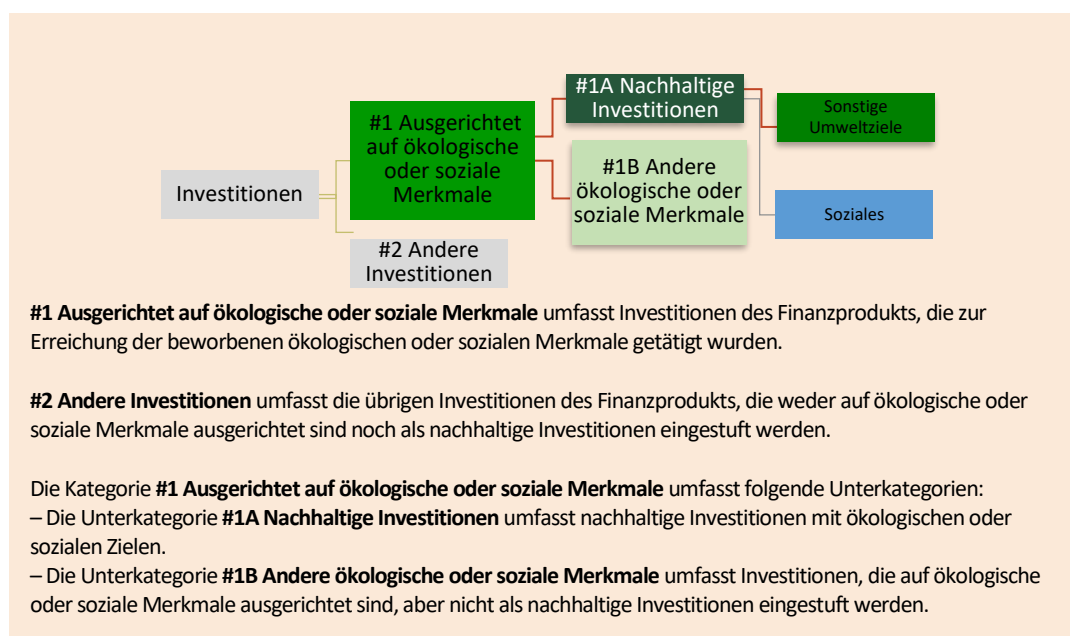 #1A Nachhaltige
Investitionen
Sonstige
Umweltziele
#1 Ausgerichtet
auf ökologische
oder soziale
Merkmale
#1B Andere
ökologische oder
soziale Merkmale
Investitionen
Soziales
#2 Andere
Investitionen
#1 Ausgerichtet auf ökologische oder soziale Merkmale umfasst Investitionen des Finanzprodukts, die zur
Erreichung der beworbenen ökologischen oder sozialen Merkmale getätigt wurden.
#2 Andere Investitionen umfasst die übrigen Investitionen des Finanzprodukts, die weder auf ökologische oder
soziale Merkmale ausgerichtet sind noch als nachhaltige Investitionen eingestuft werden.
Die Kategorie #1 Ausgerichtet auf ökologische oder soziale Merkmale umfasst folgende Unterkategorien:
– Die Unterkategorie #1A Nachhaltige Investitionen umfasst nachhaltige Investitionen mit ökologischen oder
sozialen Zielen.
– Die Unterkategorie #1B Andere ökologische oder soziale Merkmale umfasst Investitionen, die auf ökologische
oder soziale Merkmale ausgerichtet sind, aber nicht als nachhaltige Investitionen eingestuft werden.